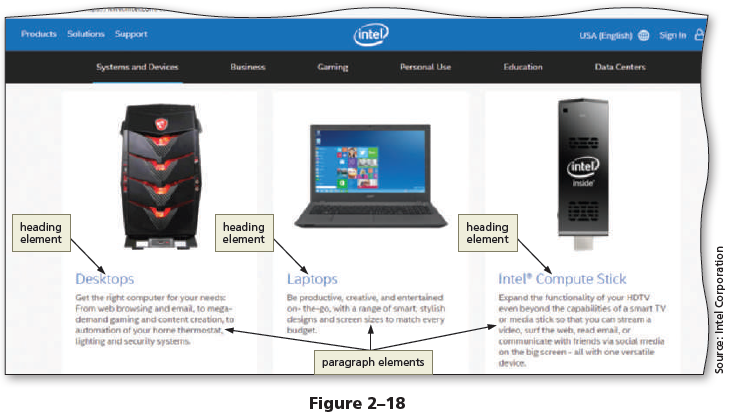 Products Solutions Support
intel
USA (English) Sign In
Systems and Devices Business Gaming Personal Use Education Data Centers
intel
inside
heading
element
heading
element
heading
element
Desktops
Get the right computer for your needs:
From web browsing and email, to mega-
demand gaming and content creation, to
automation of your home thermostat,
lighting and security systems.
Laptops
Be productive, creative, and entertained
on- the-go, with a range of smart, stylish
designs and screen sizes to match every
budget.
Intel® Compute Stick
Expand the functionality of your HDTV
even beyond the capabilities of a smart TV
or media stick so that you can stream a
video, surf the web, read email, or
communicate with friends via social media
on the big screen – all with one versatile
device.
paragraph elements
Source: Intel Corporation
Figure 2–18